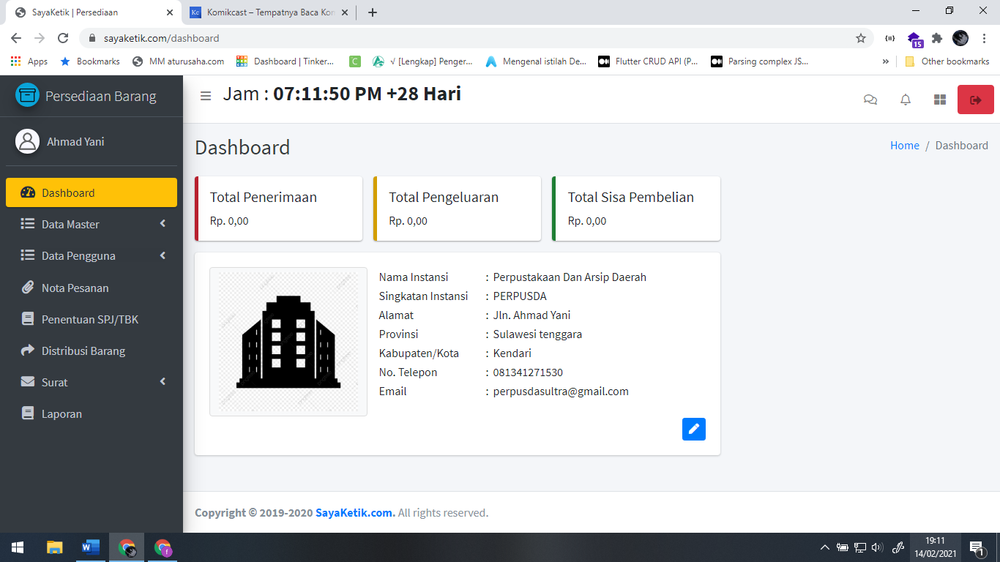 SayaKetik | Persediaan
Komikcast – Tempatnya Baca Kon
sayaketik.com/dashboard
15
Apps
Bookmarks
MM aturusaha.com
Dashboard | Tinker...
C
√ [Lengkap] Penger...
Mengenal istilah De...
Flutter CRUD API (P...
Parsing complex JS...
Other bookmarks
Persediaan Barang
Jam : 07:11:50 PM +28 Hari
Ahmad Yani
Dashboard
Home / Dashboard
Dashboard
Data Master
Data Pengguna
Nota Pesanan
Penentuan SPJ/TBK
Distribusi Barang
Surat
Laporan
Total Penerimaan
Rp. 0,00
Total Pengeluaran
Rp. 0,00
Total Sisa Pembelian
Rp. 0,00
Nama Instansi : Perpustakaan Dan Arsip Daerah
Singkatan Instansi : PERPUSDA
Alamat : Jln. Ahmad Yani
Provinsi : Sulawesi tenggara
Kabupaten/Kota : Kendari
No. Telepon : 081341271530
Email : perpusdasultra@gmail.com
Copyright © 2019-2020 SayaKetik.com. All rights reserved.
19:11
14/02/2021
1